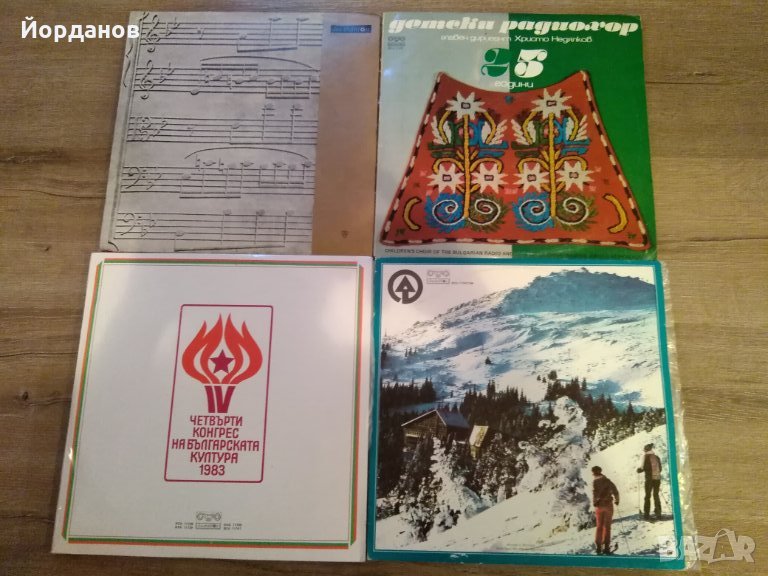 Йорданов
детски радиохор
главен диригент Христо Недялков
25
години
CHILDREN'S CHOIR OF THE BULGARIAN RADIO AND
IV
ЧЕТВЪРТИ
КОНГРЕС
НА БЪЛГАРСКАТА
КУЛТУРА
1983
BAZAR